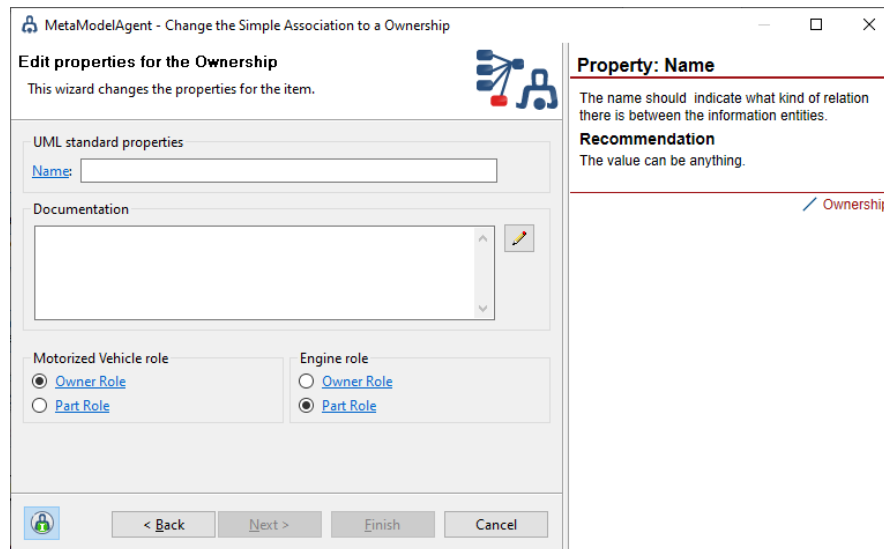 MetaModelAgent - Change the Simple Association to a Ownership
Edit properties for the Ownership
This wizard changes the properties for the item.
UML standard properties
Name:
Documentation
Motorized Vehicle role
Owner Role
Part Role
Engine role
Owner Role
Part Role
< Back
Next >
Finish
Cancel
Property: Name
The name should indicate what kind of relation
there is between the information entities.
Recommendation
The value can be anything.
Ownership